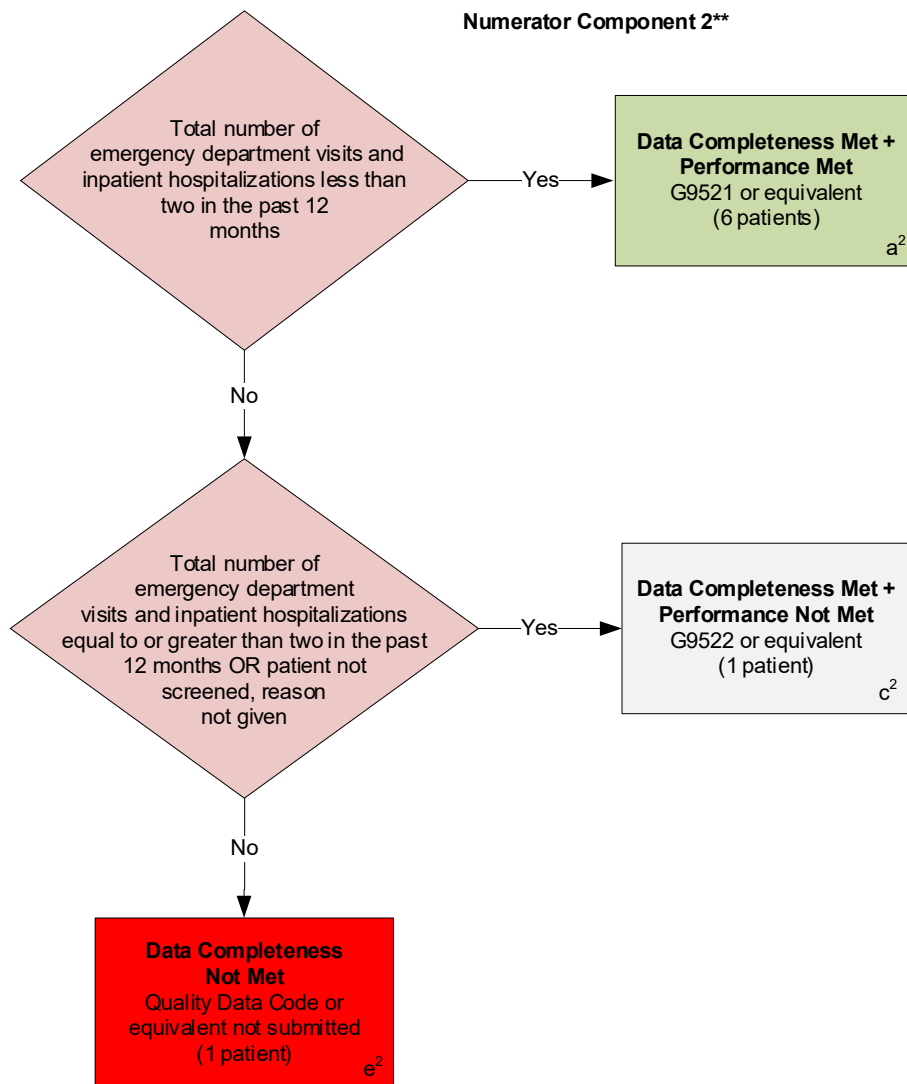 Numerator Component 2**
Total number of
emergency department visits and
inpatient hospitalizations less than
two in the past 12
months
Yes
Data Completeness Met +
Performance Met
G9521 or equivalent
(6 patients)
a²
No
Total number of
emergency department
visits and inpatient hospitalizations
equal to or greater than two in the past
12 months OR patient not
screened, reason
not given
Yes
Data Completeness Met +
Performance Not Met
G9522 or equivalent
(1 patient)
c²
No
Data Completeness
Not Met
Quality Data Code or
equivalent not submitted
(1 patient)
e²